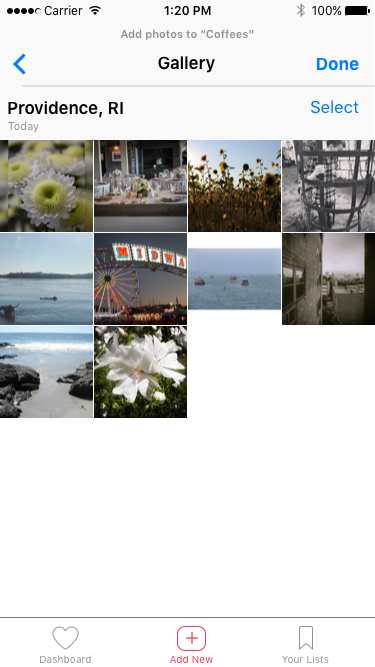 Carrier 1:20 PM 100%
Add photos to “Coffees”
Gallery Done
Providence, RI Select
Today
MIDWA
Dashboard Add New Your Lists